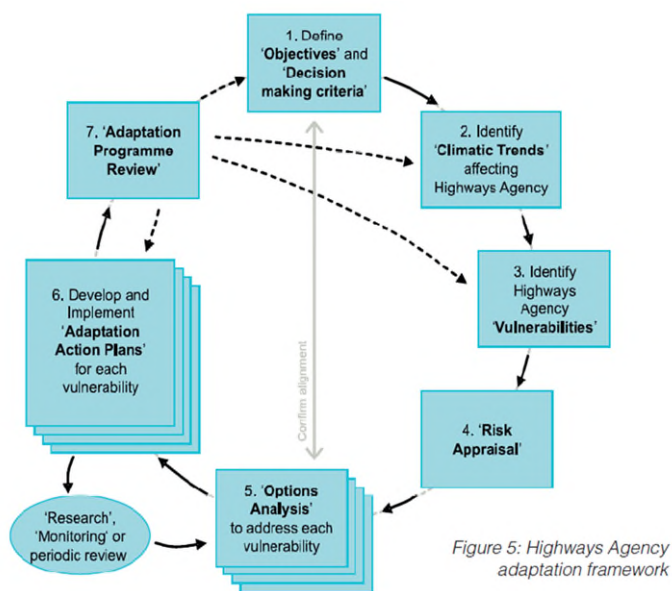 1. Define
'Objectives' and
'Decision
making criteria'
2. Identify
'Climatic Trends'
affecting
Highways Agency
3. Identify
Highways
Agency
'Vulnerabilities'
4. 'Risk
Appraisal'
5. 'Options
Analysis'
to address each
vulnerability
'Research',
'Monitoring' or
periodic review
6. Develop and
Implement
'Adaptation
Action Plans'
for each
vulnerability
7. 'Adaptation
Programme
Review'
Confirm alignment
Figure 5: Highways Agency
adaptation framework